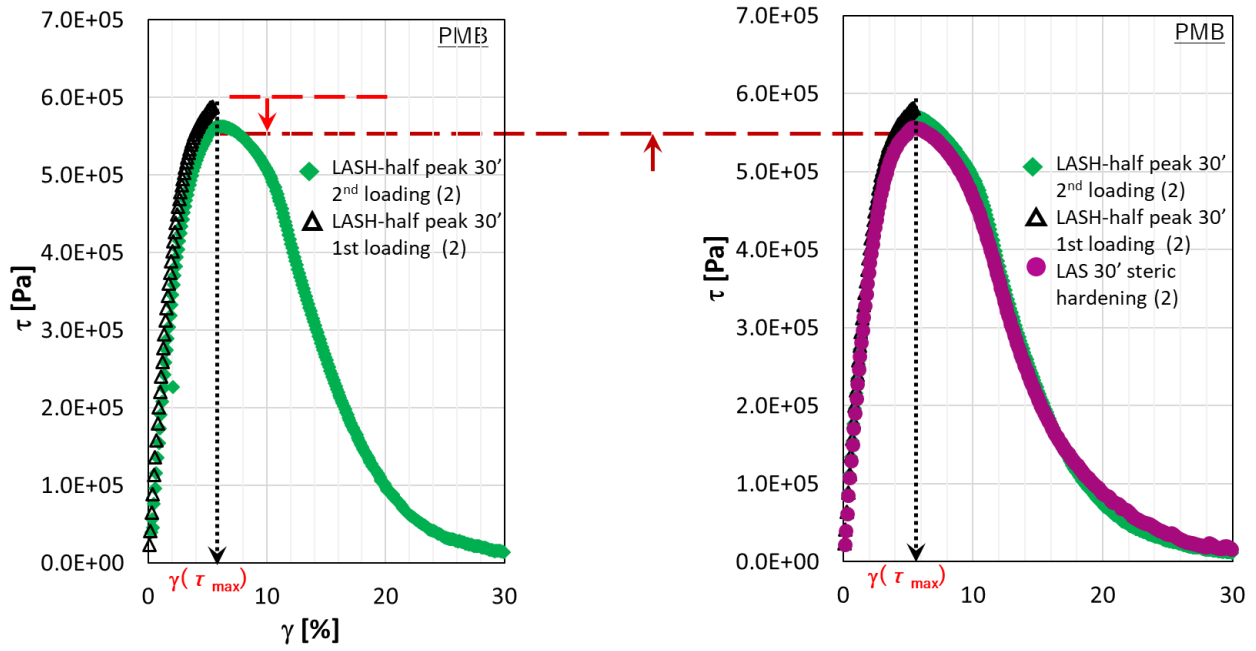 7.0E+05
6.0E+05
5.0E+05
4.0E+05
3.0E+05
2.0E+05
1.0E+05
0.0E+00
τ [Pa]
PMB
LASH-half peak 30'
2nd loading (2)
LASH-half peak 30'
1st loading (2)
γ( τ max)
0 10 20 30
γ [%]
7.0E+05
6.0E+05
5.0E+05
4.0E+05
3.0E+05
2.0E+05
1.0E+05
0.0E+00
τ [Pa]
PMB
LASH-half peak 30'
2nd loading (2)
LASH-half peak 30'
1st loading (2)
LAS 30' steric
hardening (2)
γ( τ max)
0 10 20 30